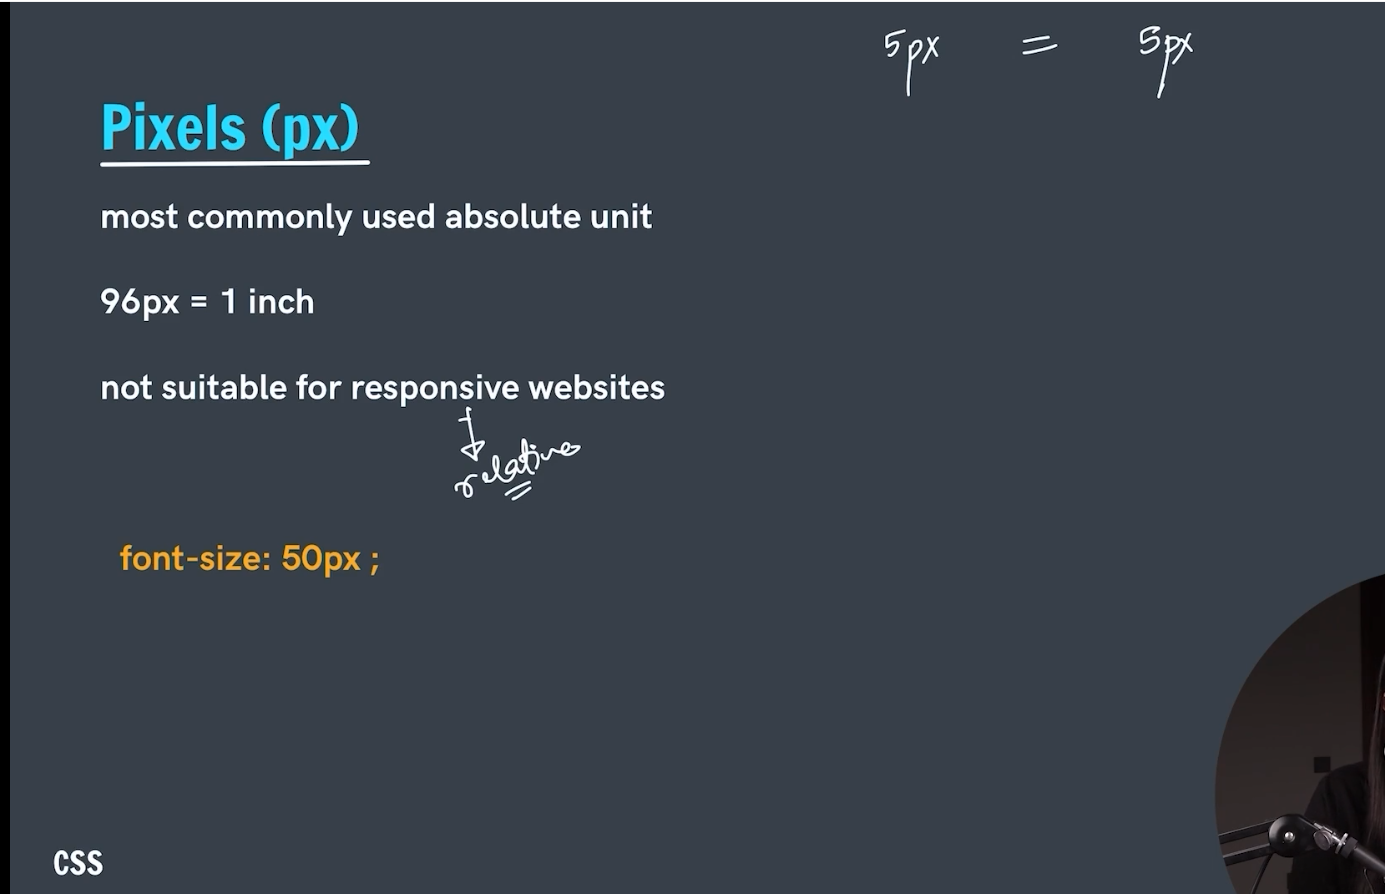 5px = 5px
Pixels (px)
most commonly used absolute unit
96px = 1 inch
not suitable for responsive websites
relative
font-size: 50px ;
CSS